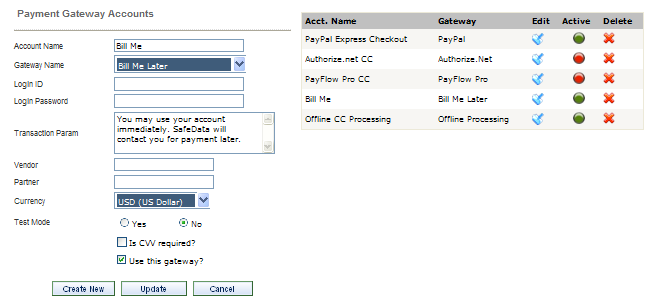 Payment Gateway Accounts
Account Name Bill Me
Gateway Name Bill Me Later
Login ID
Login Password
Transaction Param You may use your account
immediately. SafeData will
contact you for payment later.
Vendor
Partner
Currency USD (US Dollar)
Test Mode Yes No
Is CVV required?
Use this gateway?
Create New Update Cancel
Acct. Name Gateway Edit Active Delete
PayPal Express Checkout PayPal
Authorize.net CC Authorize.Net
PayFlow Pro CC PayFlow Pro
Bill Me Bill Me Later
Offline CC Processing Offline Processing